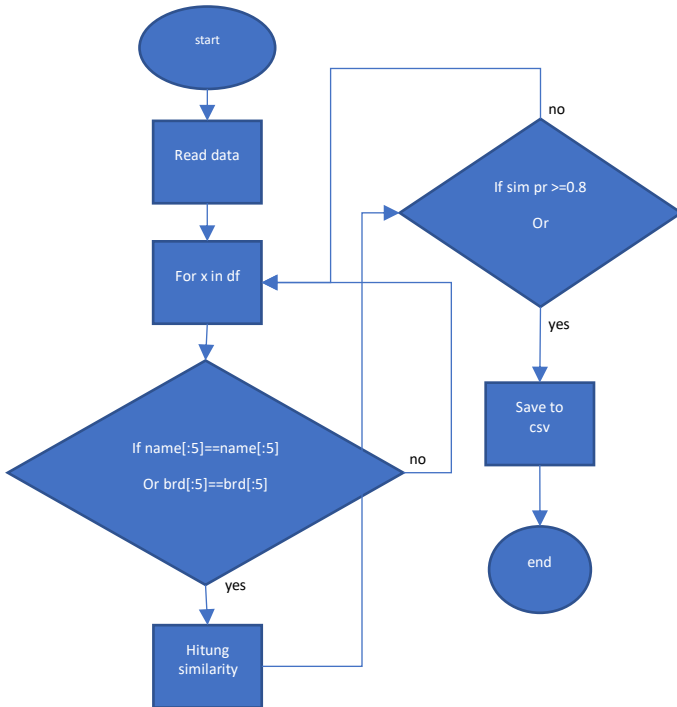 start
Read data
For x in df
If name[:5]==name[:5]
Or brd[:5]==brd[:5]
no
yes
Hitung
similarity
no
If sim pr >=0.8
Or
yes
Save to
csv
end